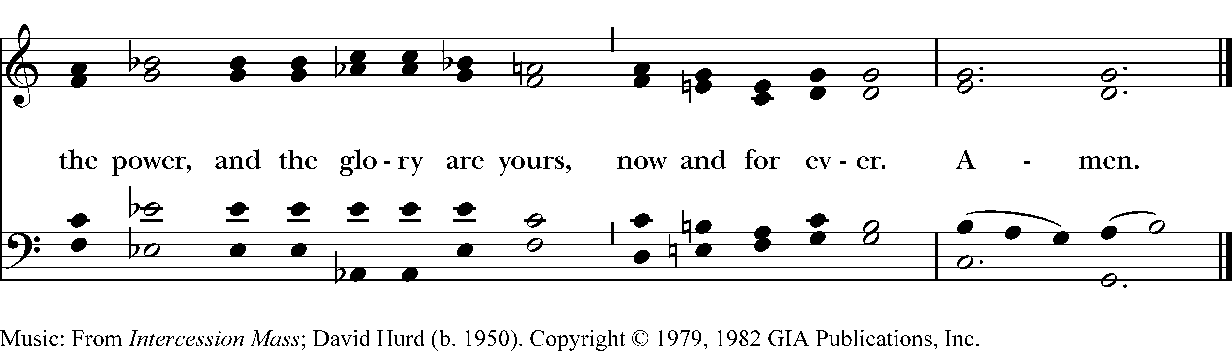 the power, and the glo - ry are yours, now and for ev - er. A - men.
Music: From Intercession Mass; David Hurd (b. 1950). Copyright © 1979, 1982 GIA Publications, Inc.